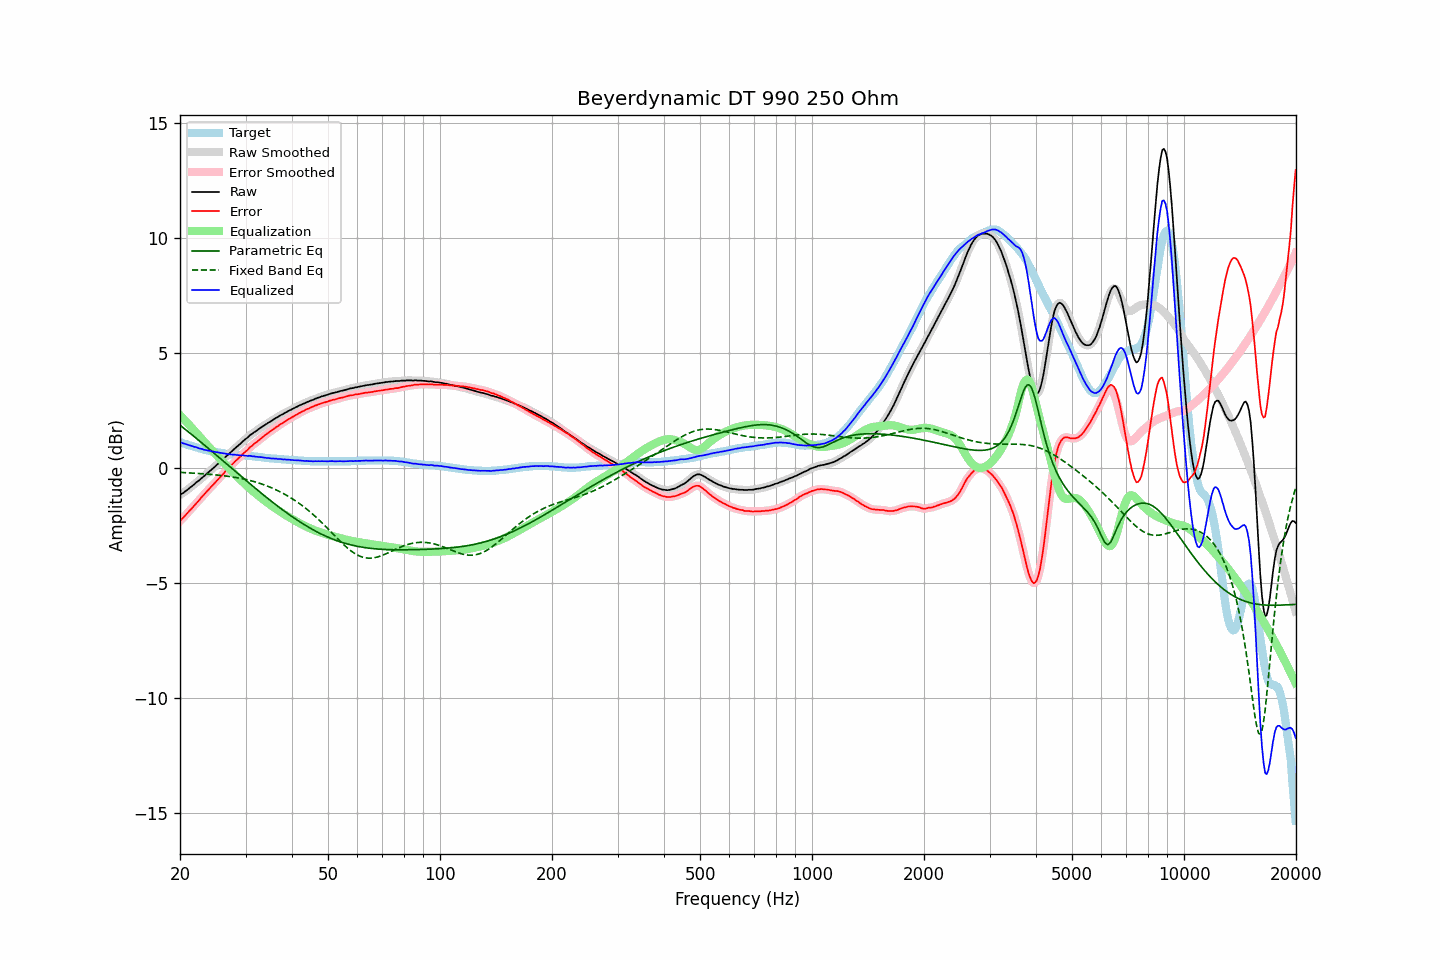 Beyerdynamic DT 990 250 Ohm
Target
Raw Smoothed
Error Smoothed
Raw
Error
Equalization
Parametric Eq
Fixed Band Eq
Equalized
Amplitude (dBr)
15
10
5
0
−5
−10
−15
20 50 100 200 500 1000 2000 5000 10000 20000
Frequency (Hz)